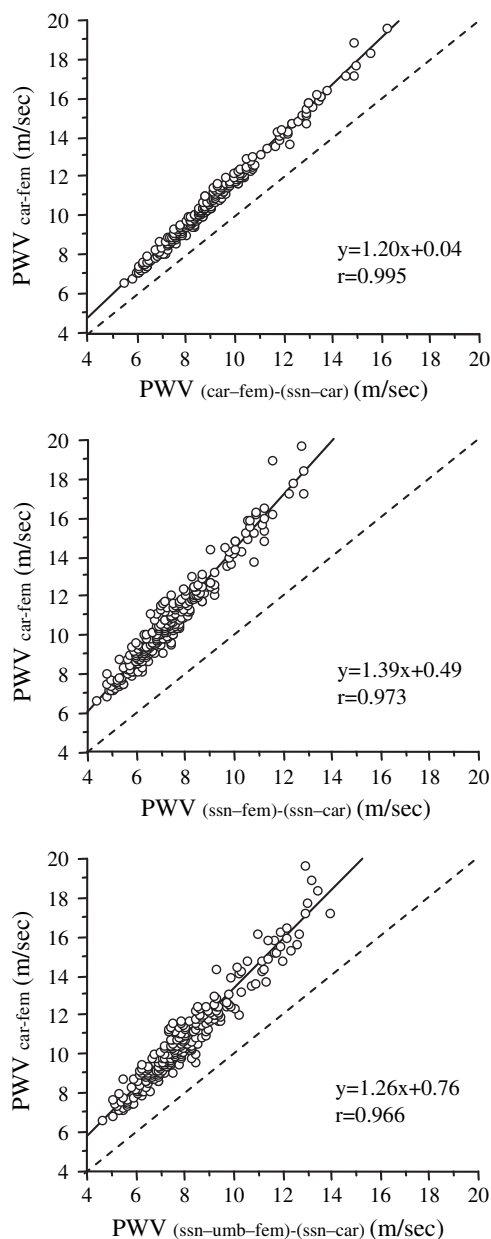 20
18
16
14
12
10
8
6
4
PWV car-fem (m/sec)
y=1.20x+0.04
r=0.995
4 6 8 10 12 14 16 18 20
PWV (car–fem)-(ssn–car) (m/sec)
20
18
16
14
12
10
8
6
4
PWV car-fem (m/sec)
y=1.39x+0.49
r=0.973
4 6 8 10 12 14 16 18 20
PWV (ssn–fem)-(ssn–car) (m/sec)
20
18
16
14
12
10
8
6
4
PWV car-fem (m/sec)
y=1.26x+0.76
r=0.966
4 6 8 10 12 14 16 18 20
PWV (ssn–umb–fem)-(ssn–car) (m/sec)